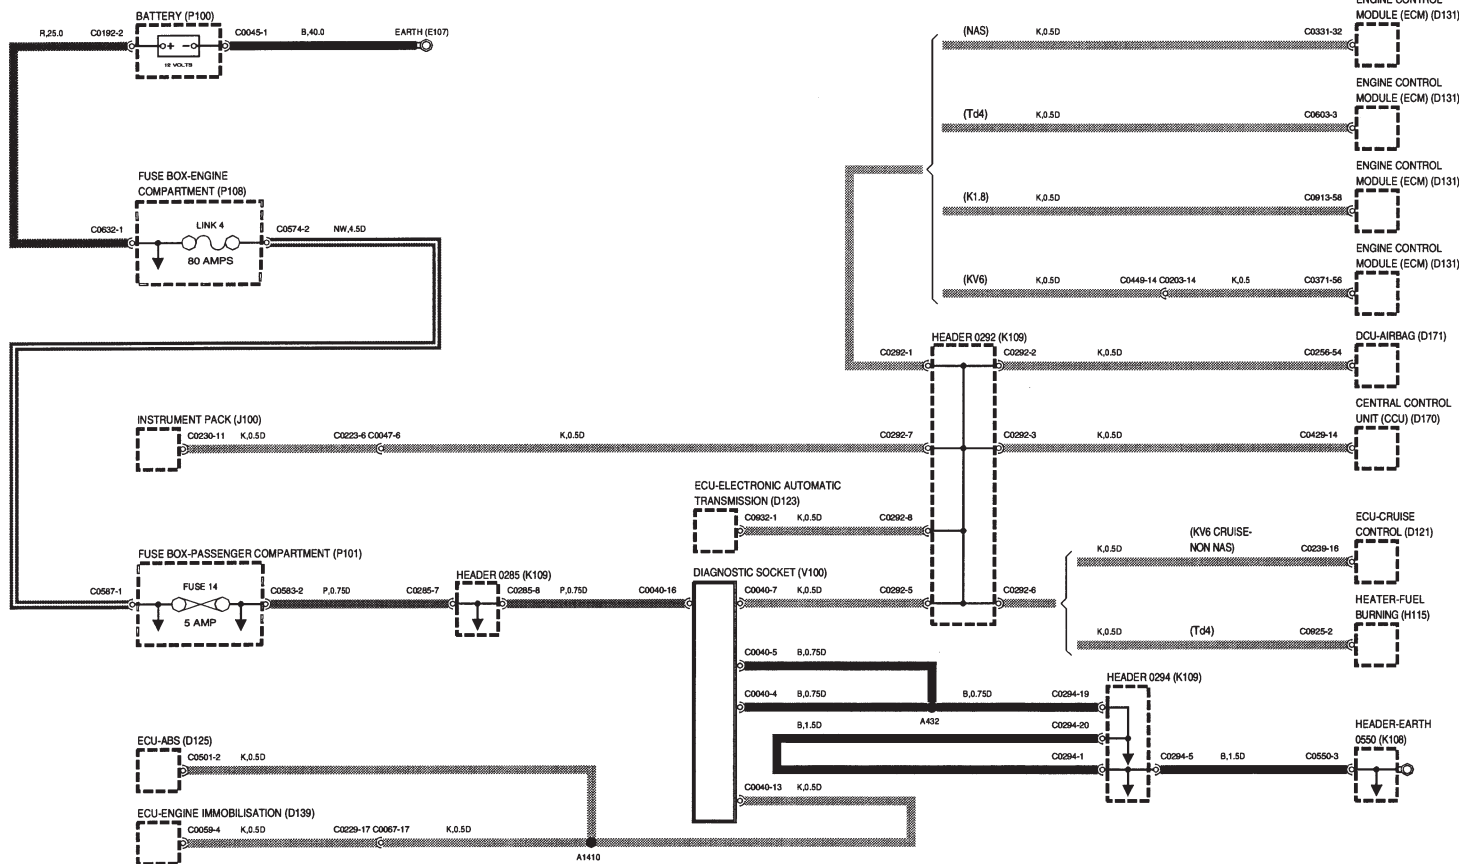 BATTERY (P100)
R,25.0 C0192-2 C0045-1 B,40.0 EARTH (E107)
12 VOLTS
FUSE BOX-ENGINE
COMPARTMENT (P108)
C0632-1 LINK 4 C0574-2 NW,4.5D
80 AMPS
ENGINE CONTROL
MODULE (ECM) (D131)
(NAS) K,0.5D C0331-32
ENGINE CONTROL
MODULE (ECM) (D131)
(Td4) K,0.5D C0603-3
ENGINE CONTROL
MODULE (ECM) (D131)
(K1.8) K,0.5D C0913-58
ENGINE CONTROL
MODULE (ECM) (D131)
(KV6) K,0.5D C0449-14 C0203-14 K,0.5 C0371-56
HEADER 0292 (K109)
DCU-AIRBAG (D171)
C0292-1 C0292-2 K,0.5D C0256-54
INSTRUMENT PACK (J100)
CENTRAL CONTROL
UNIT (CCU) (D170)
C0230-11 K,0.5D C0223-6 C0047-6 K,0.5D C0292-7 C0292-3 K,0.5D C0429-14
ECU-ELECTRONIC AUTOMATIC
TRANSMISSION (D123)
C0932-1 K,0.5D C0292-8
ECU-CRUISE
CONTROL (D121)
(KV6 CRUISE-
NON NAS)
K,0.5D C0239-16
FUSE BOX-PASSENGER COMPARTMENT (P101)
HEADER 0285 (K109)
DIAGNOSTIC SOCKET (V100)
C0587-1 FUSE 14 C0583-2 P,0.75D C0285-7 C0285-8 P,0.75D C0040-16 C0040-7 K,0.5D C0292-5 C0292-6
5 AMP
HEATER-FUEL
BURNING (H115)
K,0.5D (Td4) C0925-2
C0040-5 B,0.75D
HEADER 0294 (K109)
C0040-4 B,0.75D B,0.75D C0294-19
A432
B,1.5D C0294-20
HEADER-EARTH
0550 (K108)
C0294-1 C0294-5 B,1.5D C0550-3
ECU-ABS (D125)
C0501-2 K,0.5D
C0040-13 K,0.5D
ECU-ENGINE IMMOBILISATION (D139)
C0059-4 K,0.5D C0229-17 C0067-17 K,0.5D
A1410